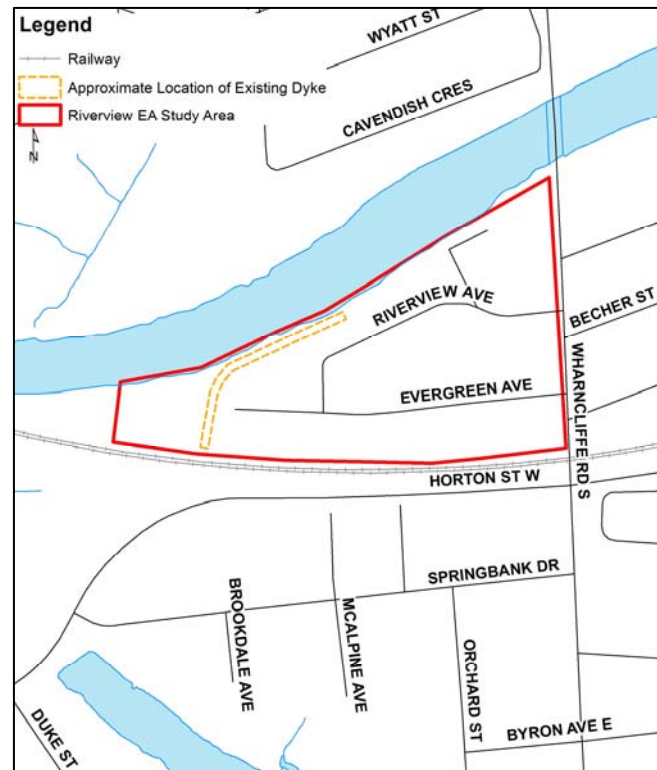 Legend
Railway
Approximate Location of Existing Dyke
Riverview EA Study Area
N
WYATT ST
CAVENDISH CRES
RIVERVIEW AVE
BECHER ST
EVERGREEN AVE
WHARNCLIFFE RD S
HORTON ST W
SPRINGBANK DR
BROOKDALE AVE
MCALPINE AVE
ORCHARD ST
DUKE ST
BYRON AVE E